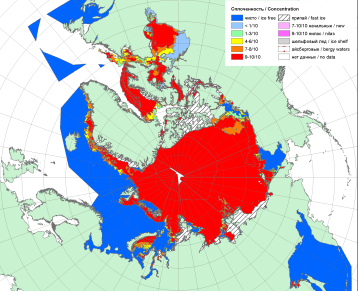 Сплоченность / Concentration
чисто / ice free
< 1/10
1-3/10
4-6/10
7-8/10
9-10/10
припай / fast ice
7-10/10 начальных / new
9-10/10 нилас / nilas
шельфовый лед / ice shelf
айсберговые / bergy waters
нет данных / no data